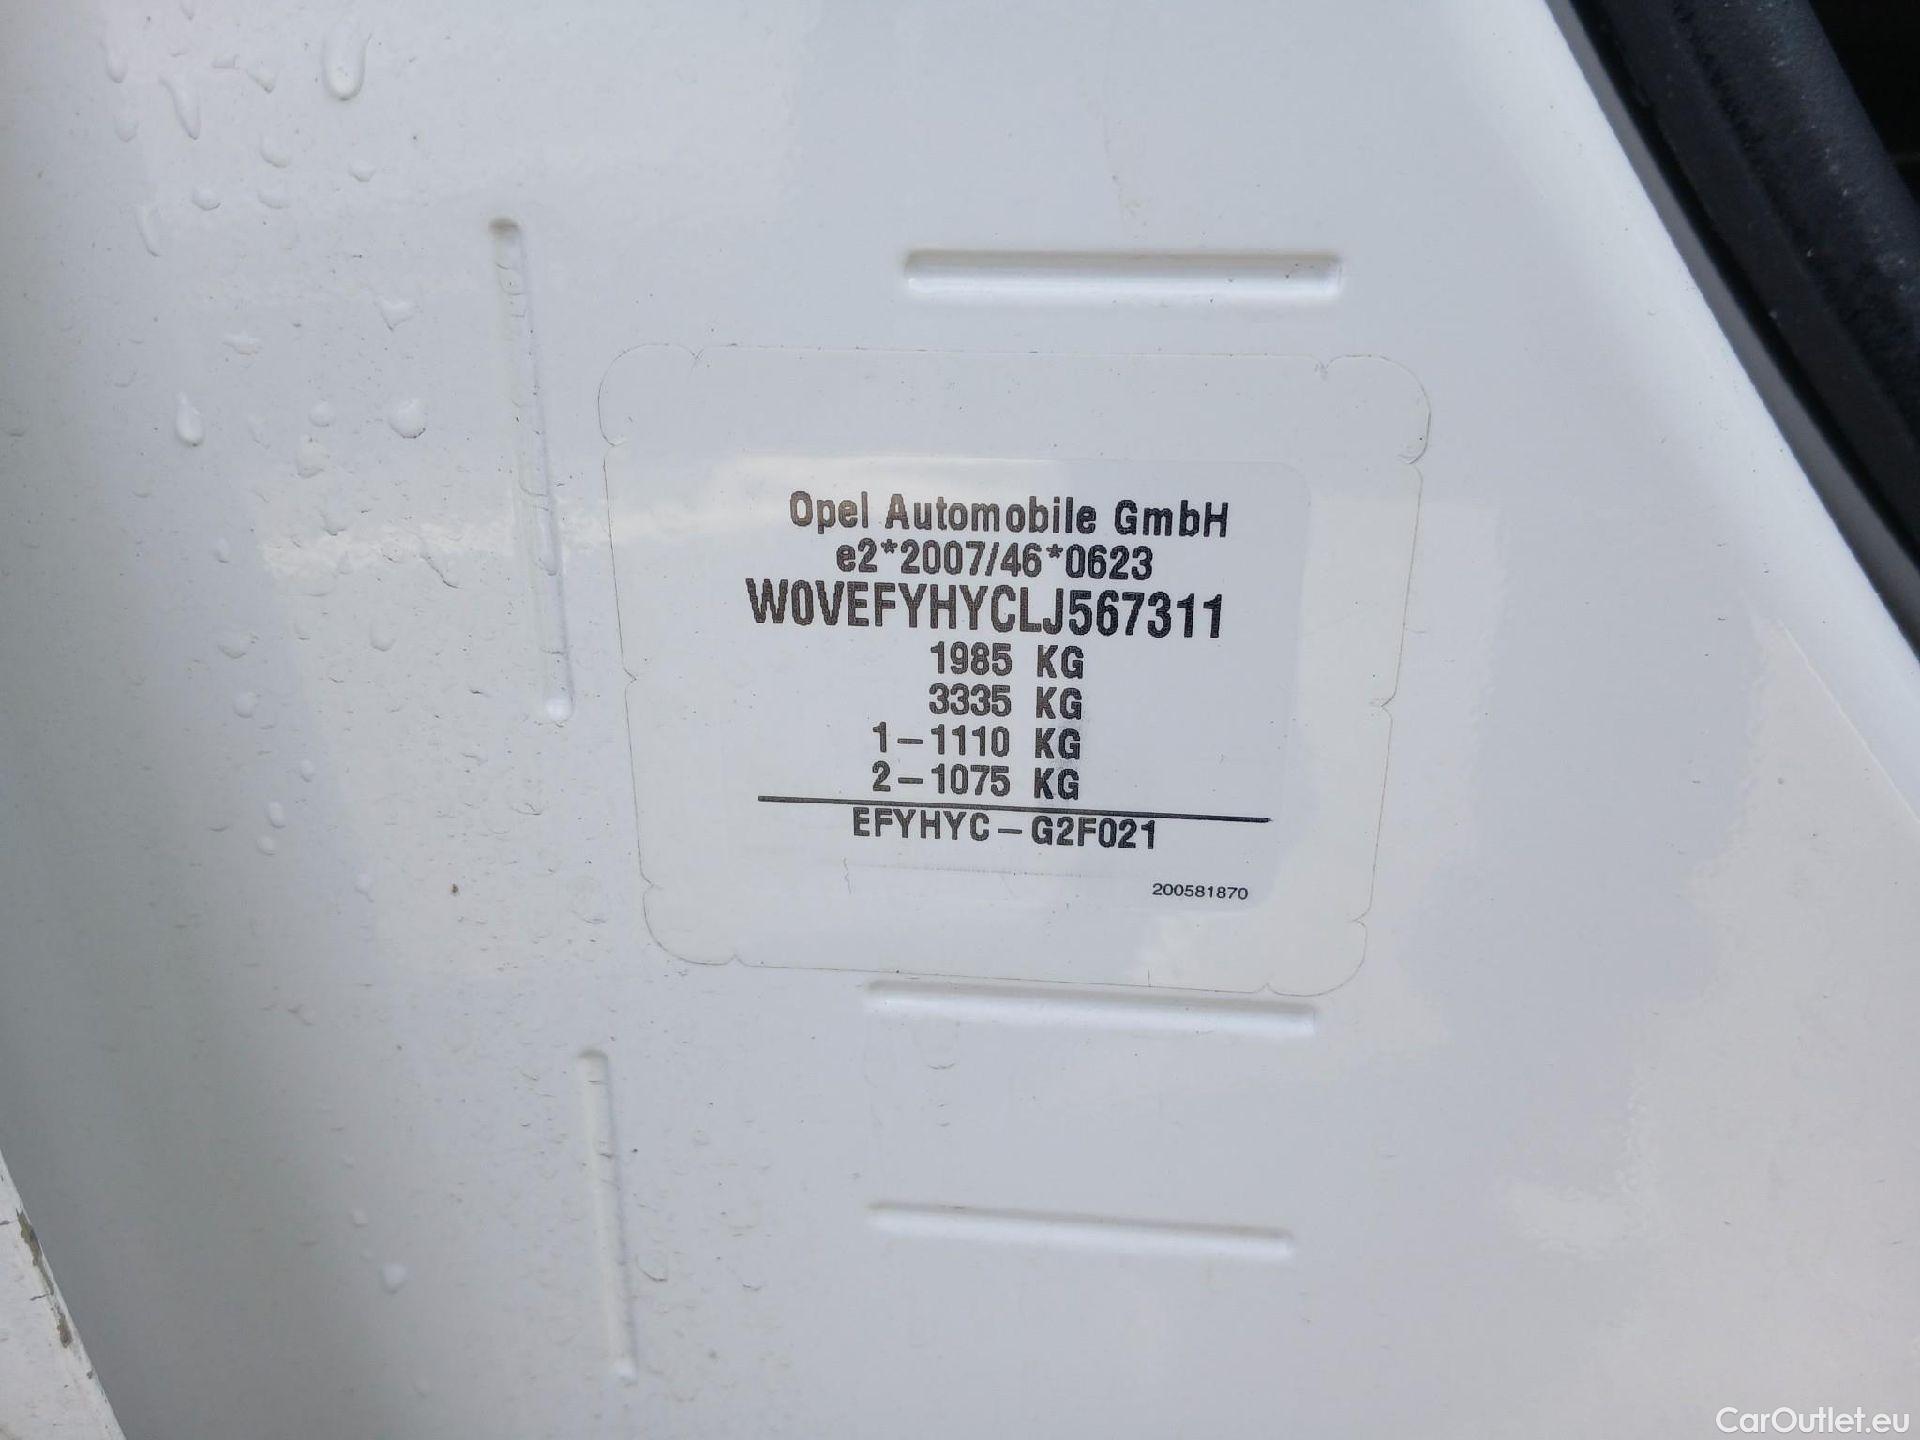 Opel Automobile GmbH
e2*2007/46*0623
W0VEFYHYCLJ567311
1985 KG
3335 KG
1-1110 KG
2-1075 KG
EFYHYC-G2F021
200581870
CarOutlet.eu